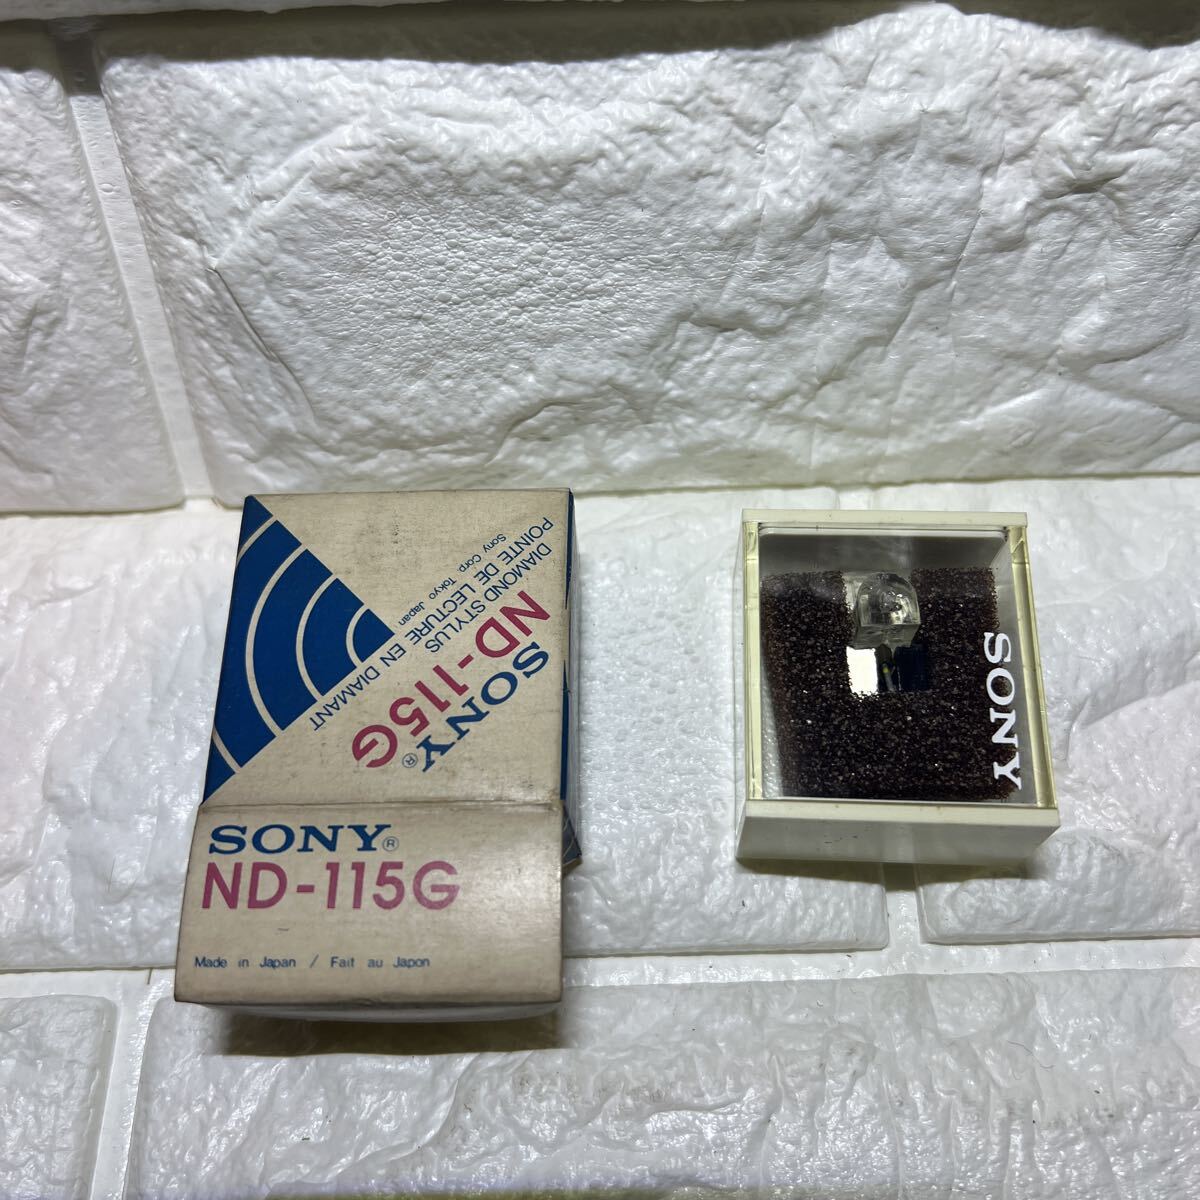 SONY®
ND-115G
DIAMOND STYLUS
POINTE DE LECTURE EN DIAMANT
Sony Corp. Tokyo Japan
SONY®
ND-115G
Made in Japan / Fait au Japon
SONY